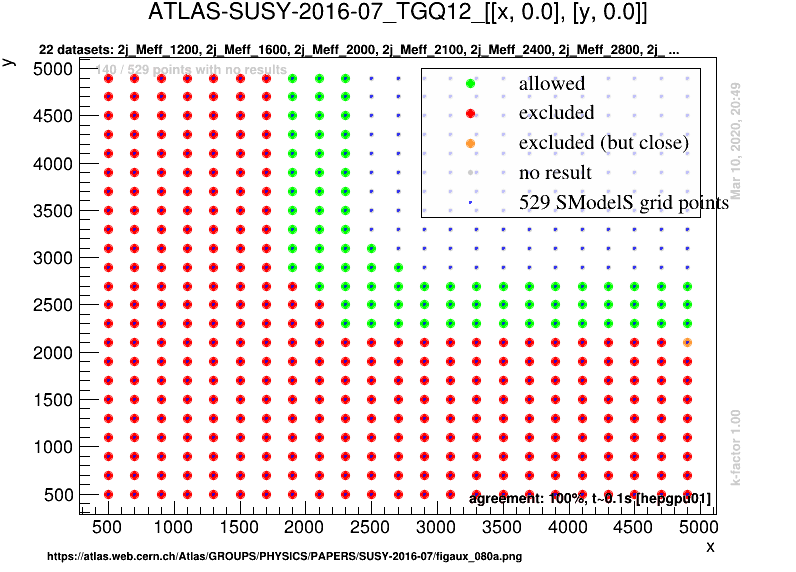 ATLAS-SUSY-2016-07_TGQ12_[[x, 0.0], [y, 0.0]]
22 datasets: 2j_Meff_1200, 2j_Meff_1600, 2j_Meff_2000, 2j_Meff_2100, 2j_Meff_2400, 2j_Meff_2800, 2j_ ...
y
140 / 529 points with no results
5000
4500
4000
3500
3000
2500
2000
1500
1000
500
allowed
excluded
excluded (but close)
no result
529 SModelS grid points
Mar 10, 2020, 20:49
k-factor 1.00
agreement: 100%, t~0.1s [hepgpu01]
500 1000 1500 2000 2500 3000 3500 4000 4500 5000
x
https://atlas.web.cern.ch/Atlas/GROUPS/PHYSICS/PAPERS/SUSY-2016-07/figaux_080a.png